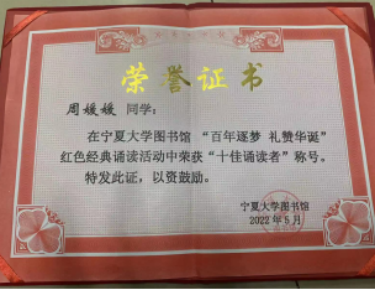 荣誉证书
周媛媛 同学:
在宁夏大学图书馆 “百年逐梦 礼赞华诞”
红色经典诵读活动中荣获“十佳诵读者”称号。
特发此证，以资鼓励。
宁夏大学图书馆
2022年5月